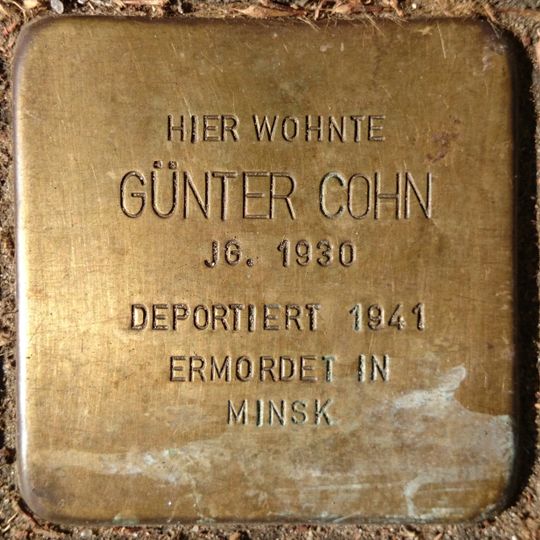 HIER WOHNTE
GÜNTER COHN
JG. 1930
DEPORTIERT 1941
ERMORDET IN
MINSK